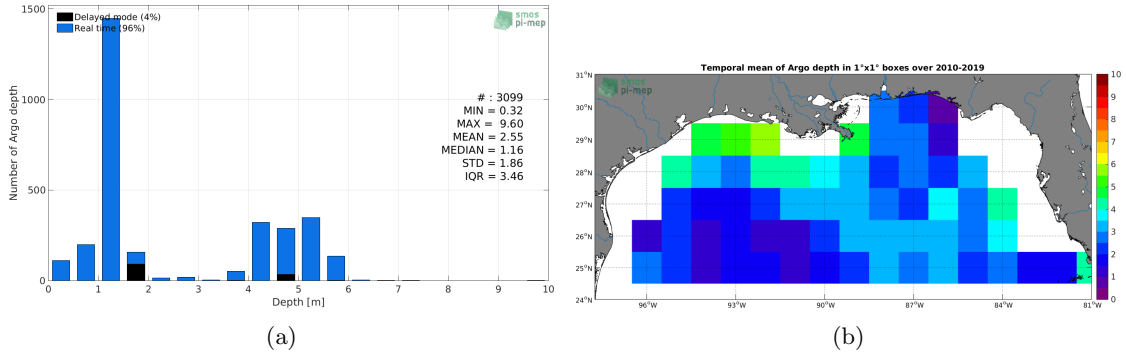 1500
1000
500
0
Number of Argo depth
Delayed mode (4%)
Real time (96%)
smos
pi-mep
# : 3099
MIN = 0.32
MAX = 9.60
MEAN = 2.55
MEDIAN = 1.16
STD = 1.86
IQR = 3.46
0 1 2 3 4 5 6 7 8 9 10
Depth [m]
(a)
Temporal mean of Argo depth in 1°x1° boxes over 2010-2019
smos
pi-mep
31°N
30°N
29°N
28°N
27°N
26°N
25°N
24°N
96°W 93°W 90°W 87°W 84°W 81°W
10
9
8
7
6
5
4
3
2
1
0
(b)